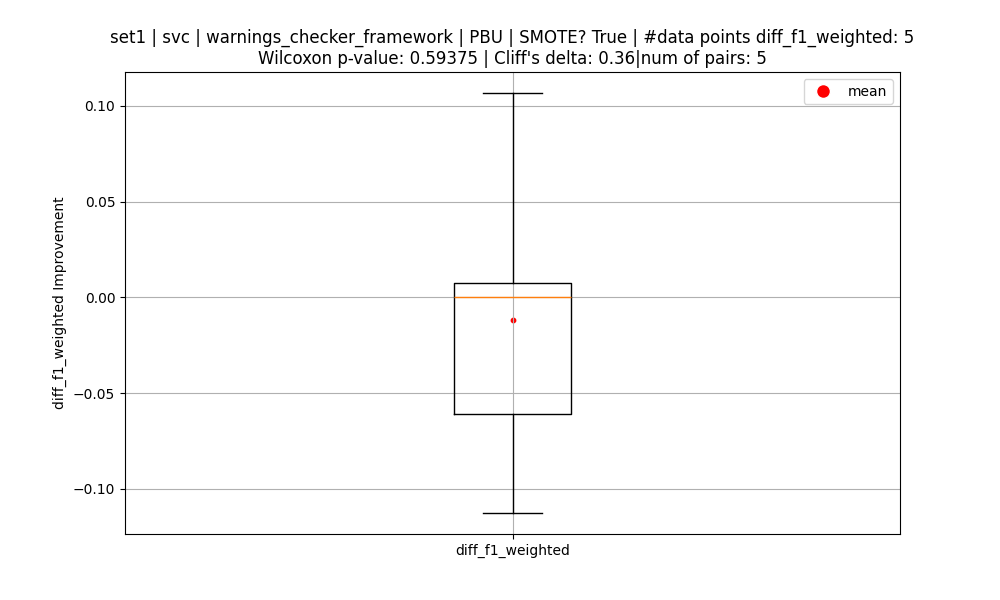 set1 | svc | warnings_checker_framework | PBU | SMOTE? True | #data points diff_f1_weighted: 5
Wilcoxon p-value: 0.59375 | Cliff's delta: 0.36|num of pairs: 5
mean
0.10
0.05
0.00
−0.05
−0.10
diff_f1_weighted Improvement
diff_f1_weighted